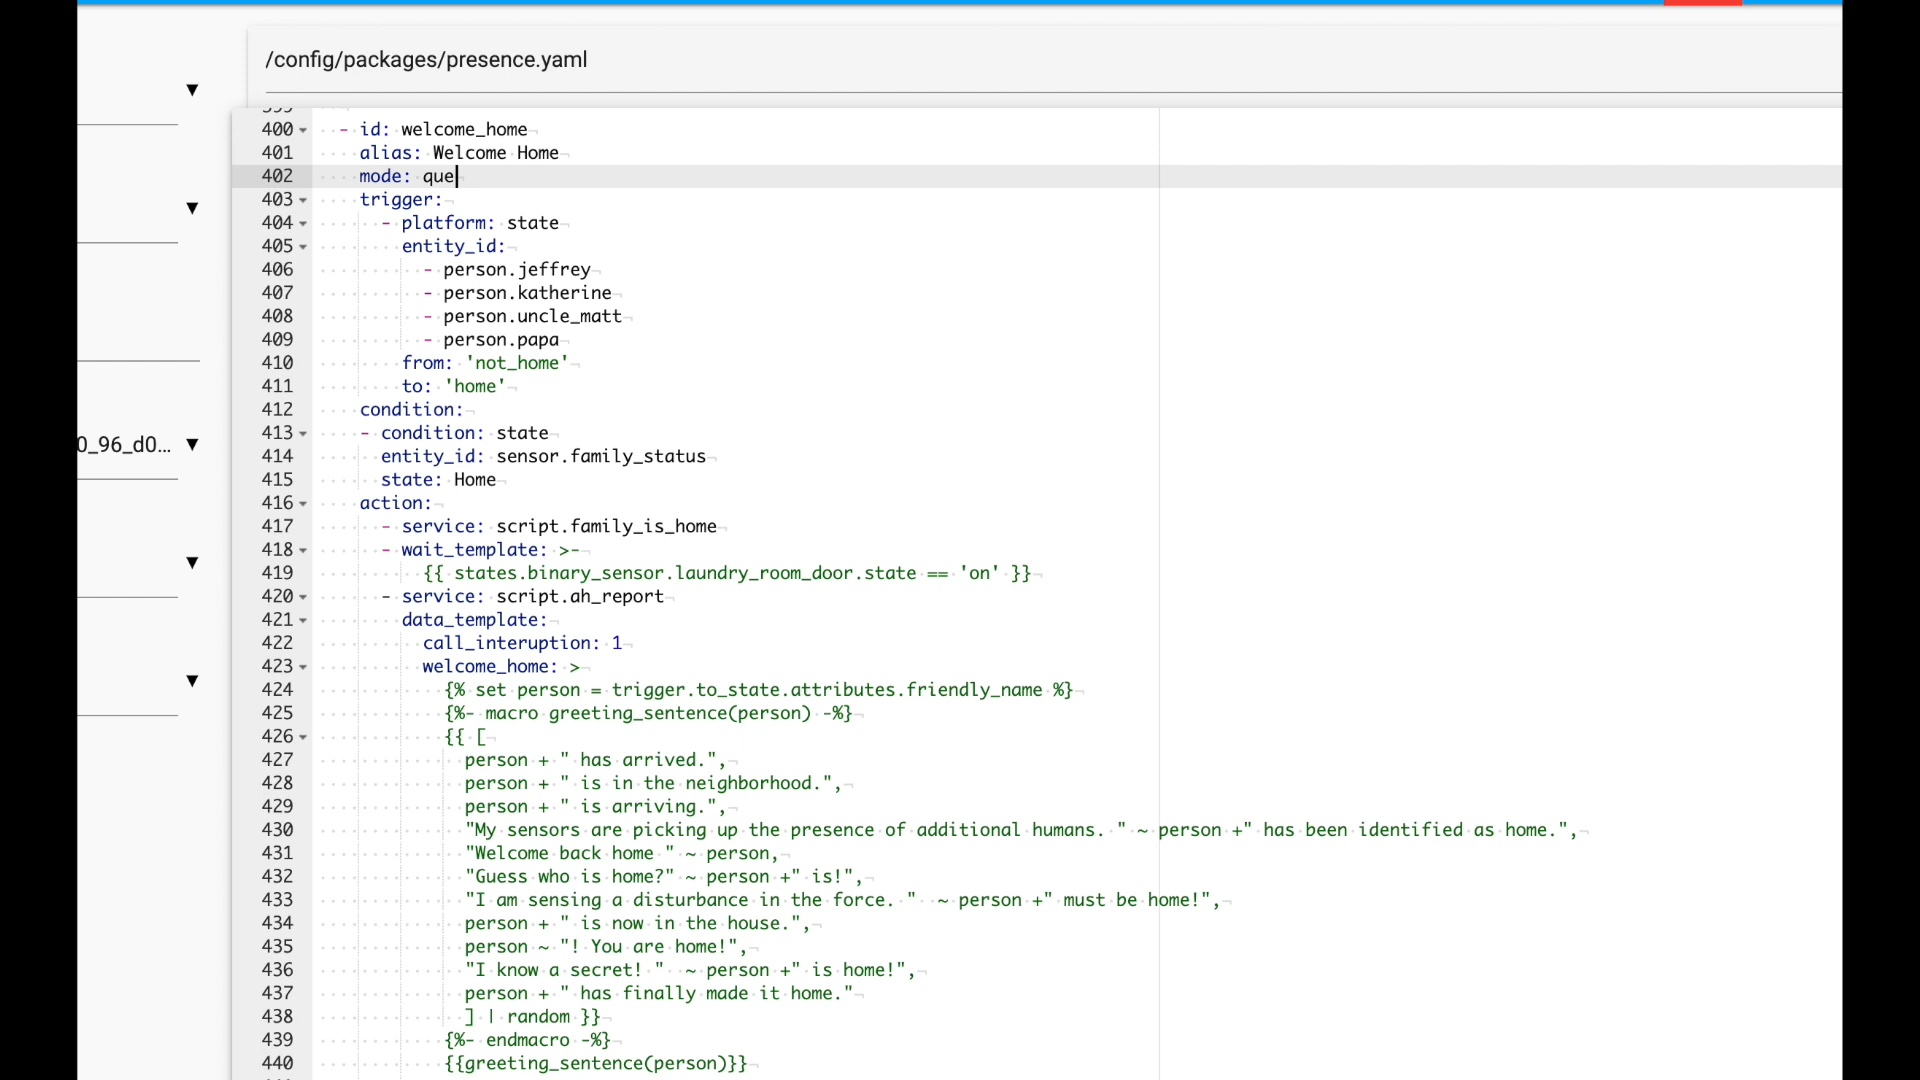 /config/packages/presence.yaml
400 - id: welcome_home
401 alias: Welcome Home
402 mode: que
403 trigger:
404 - platform: state
405 entity_id:
406 - person.jeffrey
407 - person.katherine
408 - person.uncle_matt
409 - person.papa
410 from: 'not_home'
411 to: 'home'
412 condition:
413 - condition: state
0_96_d0...
414 entity_id: sensor.family_status
415 state: Home
416 action:
417 - service: script.family_is_home
418 - wait_template: >-
419 {{ states.binary_sensor.laundry_room_door.state == 'on' }}
420 - service: script.ah_report
421 data_template:
422 call_interuption: 1
423 welcome_home: >
424 {% set person = trigger.to_state.attributes.friendly_name %}
425 {%- macro greeting_sentence(person) -%}
426 {{ [
427 person + " has arrived.",
428 person + " is in the neighborhood.",
429 person + " is arriving.",
430 "My sensors are picking up the presence of additional humans. " ~ person +" has been identified as home.",
431 "Welcome back home " ~ person,
432 "Guess who is home?" ~ person +" is!",
433 "I am sensing a disturbance in the force. "  ~ person +" must be home!",
434 person + " is now in the house.",
435 person ~ "! You are home!",
436 "I know a secret! "  ~ person +" is home!",
437 person + " has finally made it home."
438 ] | random }}
439 {%- endmacro -%}
440 {{greeting_sentence(person)}}